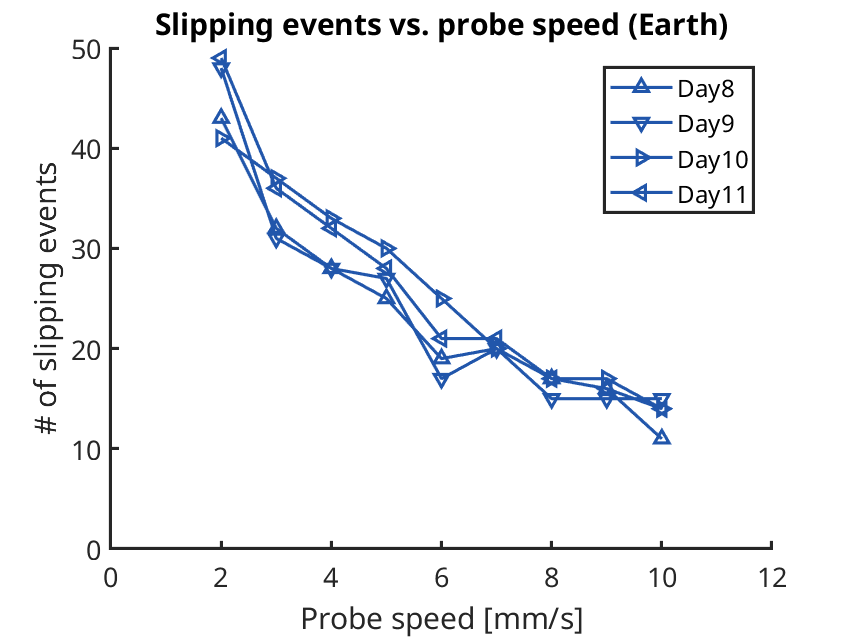 Slipping events vs. probe speed (Earth)
# of slipping events
50
40
30
20
10
0
Day8
Day9
Day10
Day11
0 2 4 6 8 10 12
Probe speed [mm/s]